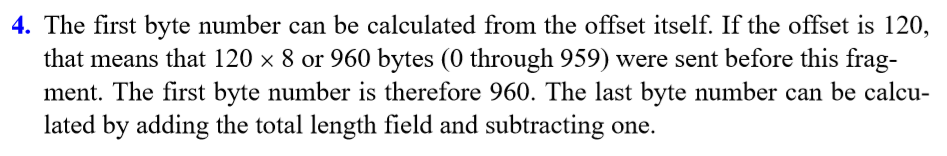 4. The first byte number can be calculated from the offset itself. If the offset is 120,
that means that 120 × 8 or 960 bytes (0 through 959) were sent before this frag-
ment. The first byte number is therefore 960. The last byte number can be calcu-
lated by adding the total length field and subtracting one.